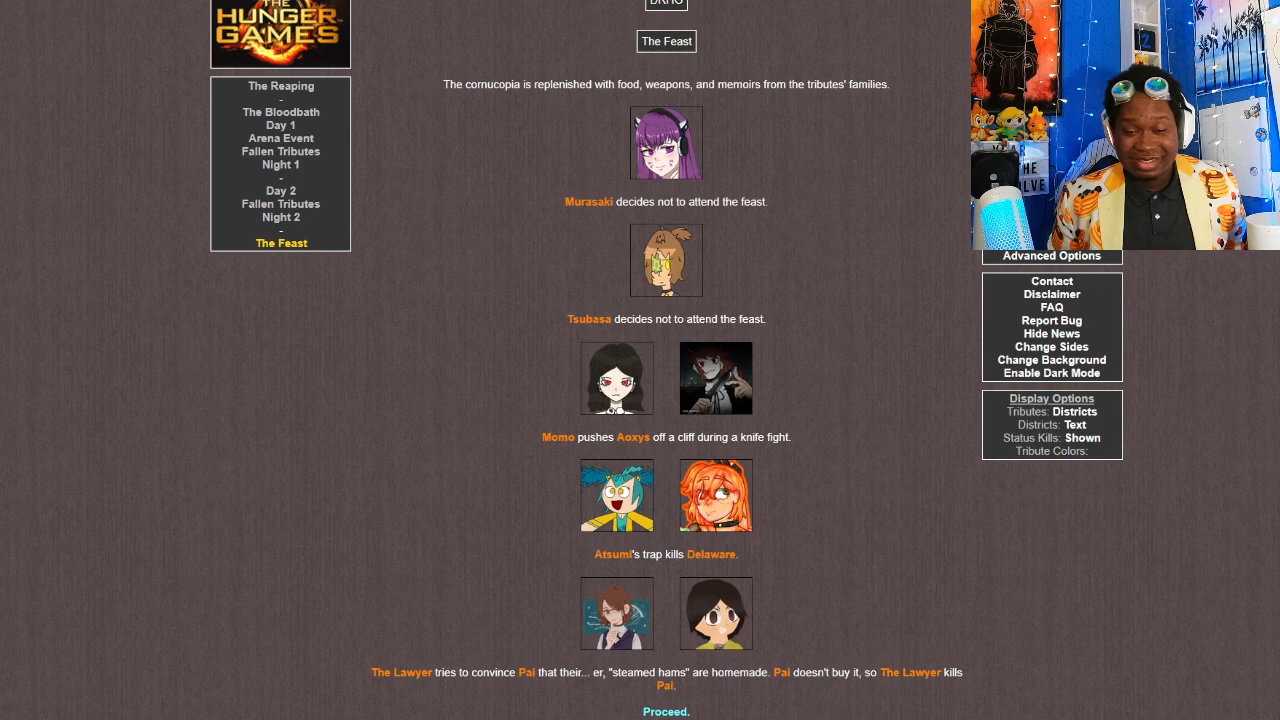 THE
HUNGER
GAMES
The Reaping
-
The Bloodbath
Day 1
Arena Event
Fallen Tributes
Night 1
-
Day 2
Fallen Tributes
Night 2
-
The Feast
The Feast
The cornucopia is replenished with food, weapons, and memoirs from the tributes' families.
Murasaki decides not to attend the feast.
Tsubasa decides not to attend the feast.
Momo pushes Aoxys off a cliff during a knife fight.
Atsumi's trap kills Delaware.
The Lawyer tries to convince Pai that their... er, "steamed hams" are homemade. Pai doesn't buy it, so The Lawyer kills
Pai.
Proceed.
IN THE
Advanced Options
Contact
Disclaimer
FAQ
Report Bug
Hide News
Change Sides
Change Background
Enable Dark Mode
Display Options
Tributes: Districts
Districts: Text
Status Kills: Shown
Tribute Colors: